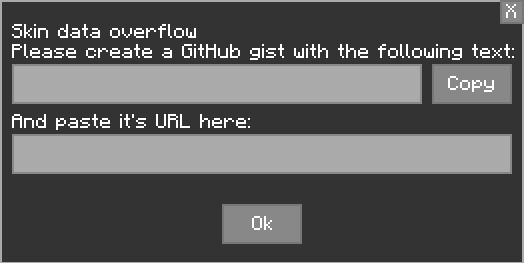 X
Skin data overflow
Please create a GitHub gist with the following text:
Copy
And paste it's URL here:
Ok